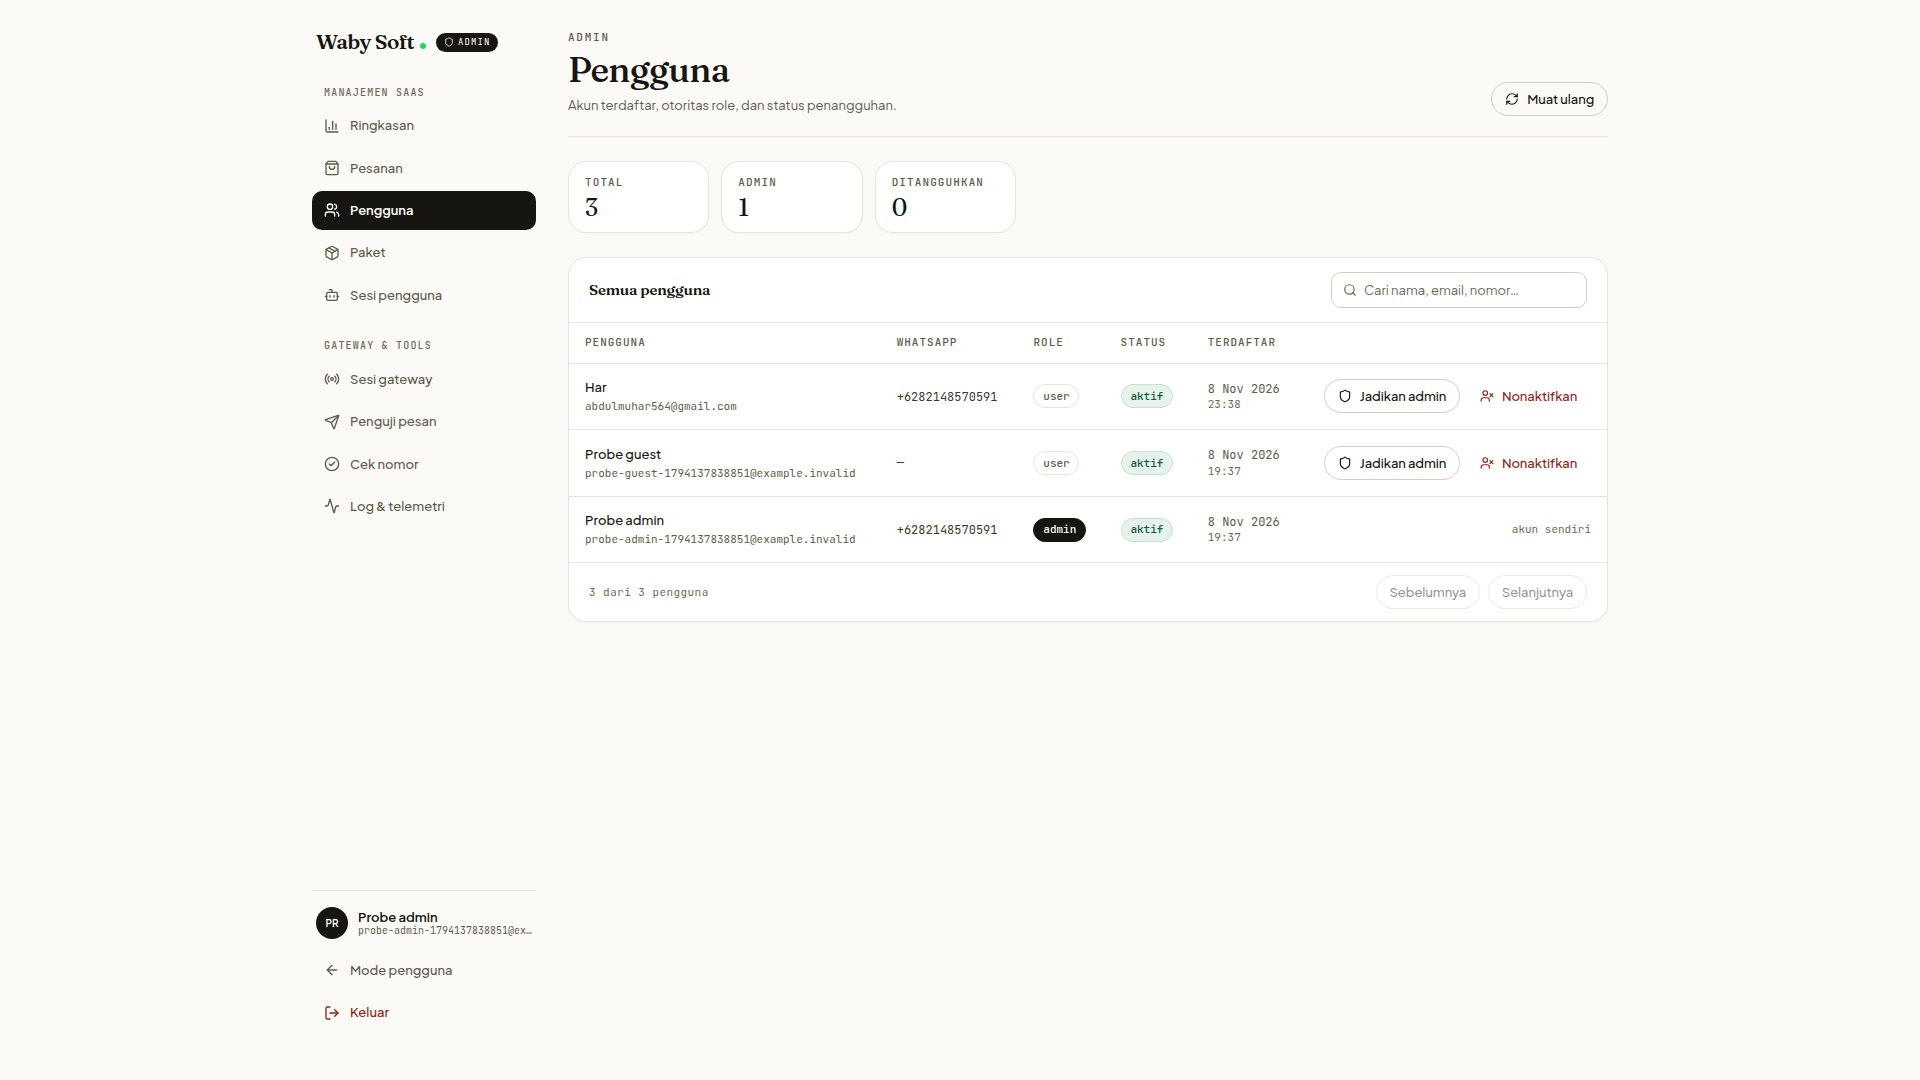 Waby Soft
ADMIN
MANAJEMEN SAAS
Ringkasan
Pesanan
Pengguna
Paket
Sesi pengguna
GATEWAY & TOOLS
Sesi gateway
Penguji pesan
Cek nomor
Log & telemetri
PR
Probe admin
probe-admin-1794137838851@ex…
Mode pengguna
Keluar
ADMIN
Pengguna
Akun terdaftar, otoritas role, dan status penangguhan.
Muat ulang
TOTAL
3
ADMIN
1
DITANGGUHKAN
0
Semua pengguna
Cari nama, email, nomor…
PENGGUNA WHATSAPP ROLE STATUS TERDAFTAR
Har
abdulmuhar564@gmail.com
+6282148570591
user
aktif
8 Nov 2026
23:38
Jadikan admin
Nonaktifkan
Probe guest
probe-guest-1794137838851@example.invalid
—
user
aktif
8 Nov 2026
19:37
Jadikan admin
Nonaktifkan
Probe admin
probe-admin-1794137838851@example.invalid
+6282148570591
admin
aktif
8 Nov 2026
19:37
akun sendiri
3 dari 3 pengguna
Sebelumnya
Selanjutnya